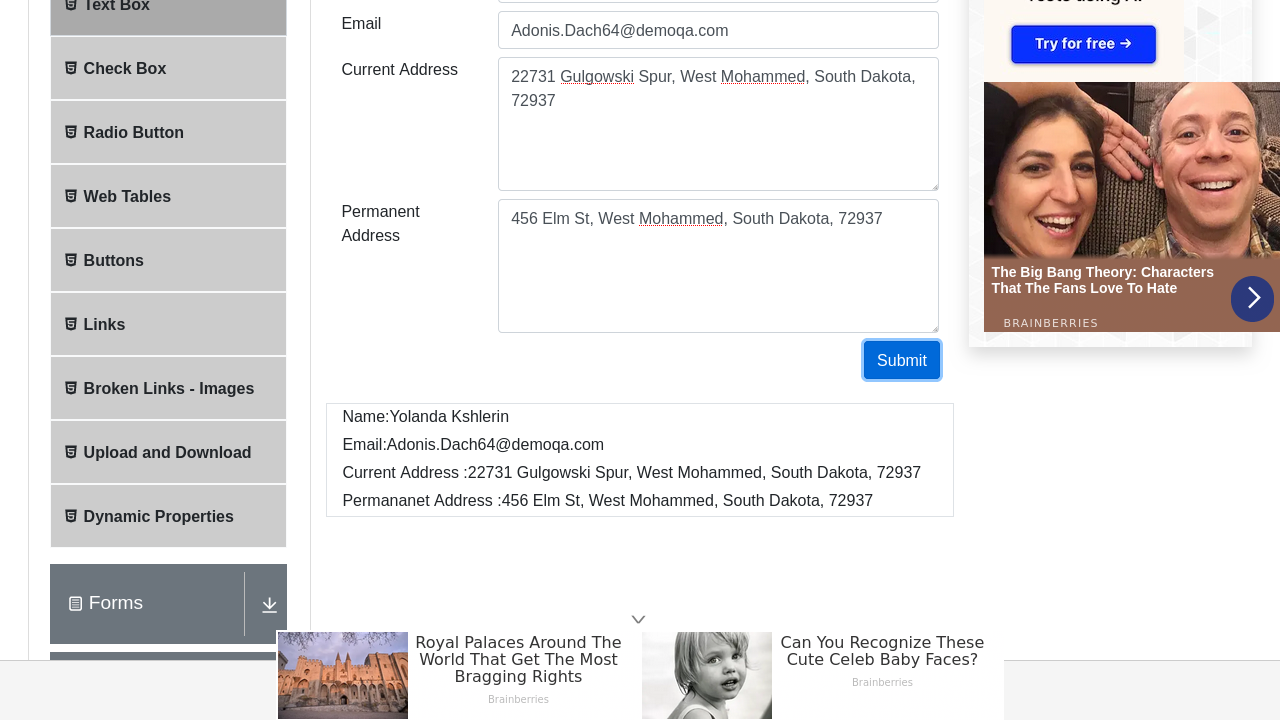 Text Box
Email
Adonis.Dach64@demoqa.com
Try for free →
Check Box
Current Address
22731 Gulgowski Spur, West Mohammed, South Dakota,
72937
Radio Button
Web Tables
Permanent
Address
456 Elm St, West Mohammed, South Dakota, 72937
Buttons
The Big Bang Theory: Characters
That The Fans Love To Hate
BRAINBERRIES
Links
Submit
Broken Links - Images
Name:Yolanda Kshlerin
Email:Adonis.Dach64@demoqa.com
Upload and Download
Current Address :22731 Gulgowski Spur, West Mohammed, South Dakota, 72937
Permananet Address :456 Elm St, West Mohammed, South Dakota, 72937
Dynamic Properties
Forms
Royal Palaces Around The
World That Get The Most
Bragging Rights
Brainberries
Can You Recognize These
Cute Celeb Baby Faces?
Brainberries